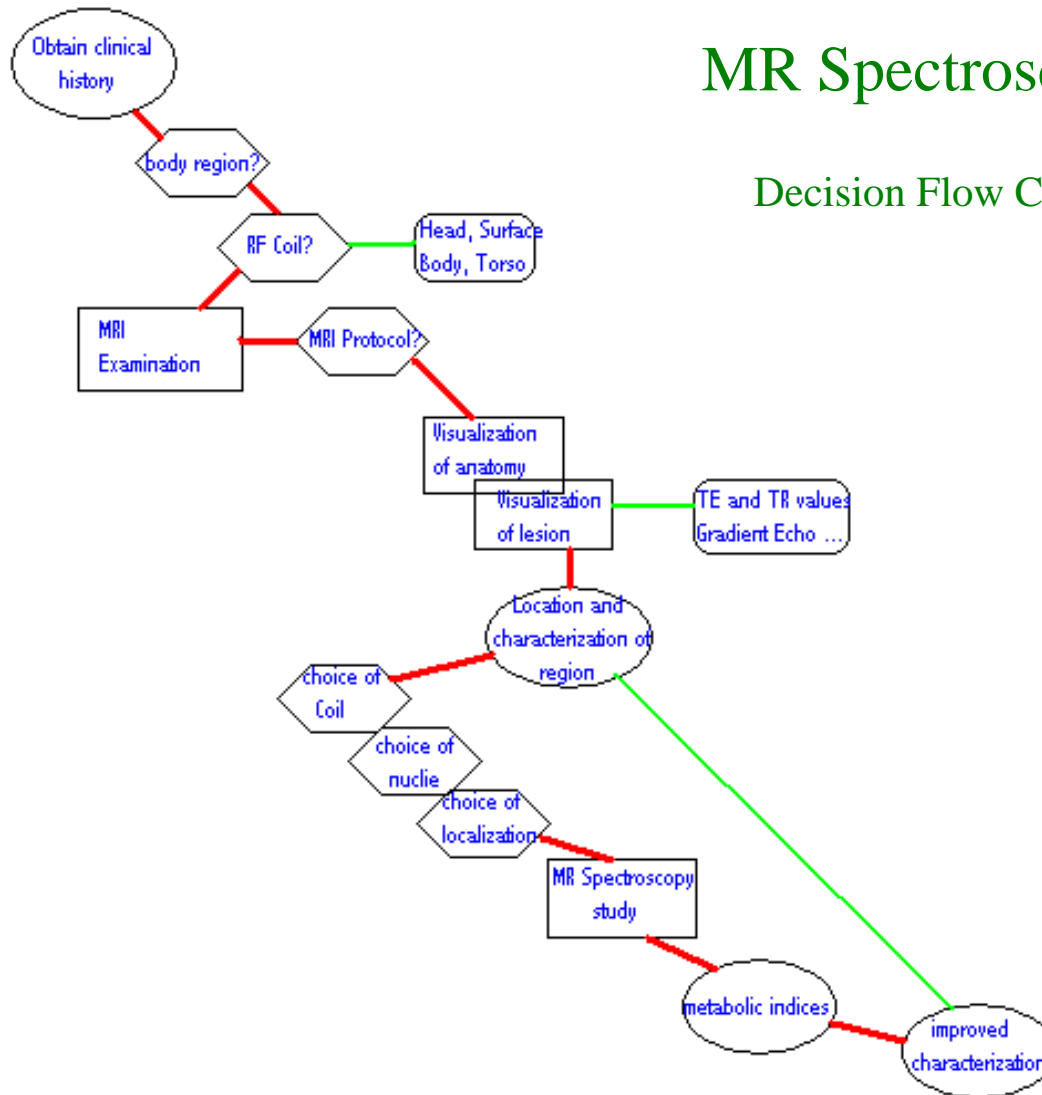 Obtain clinical
history
MR Spectros
body region?
Decision Flow C
RF Coil?
Head, Surface
Body, Torso
MRI
Examination
MRI Protocol?
Visualization
of anatomy
Visualization
of lesion
TE and TR values
Gradient Echo ...
Location and
characterization of
region
choice of
Coil
choice of
nuclie
choice of
localization
MR Spectroscopy
study
metabolic indices
improved
characterization